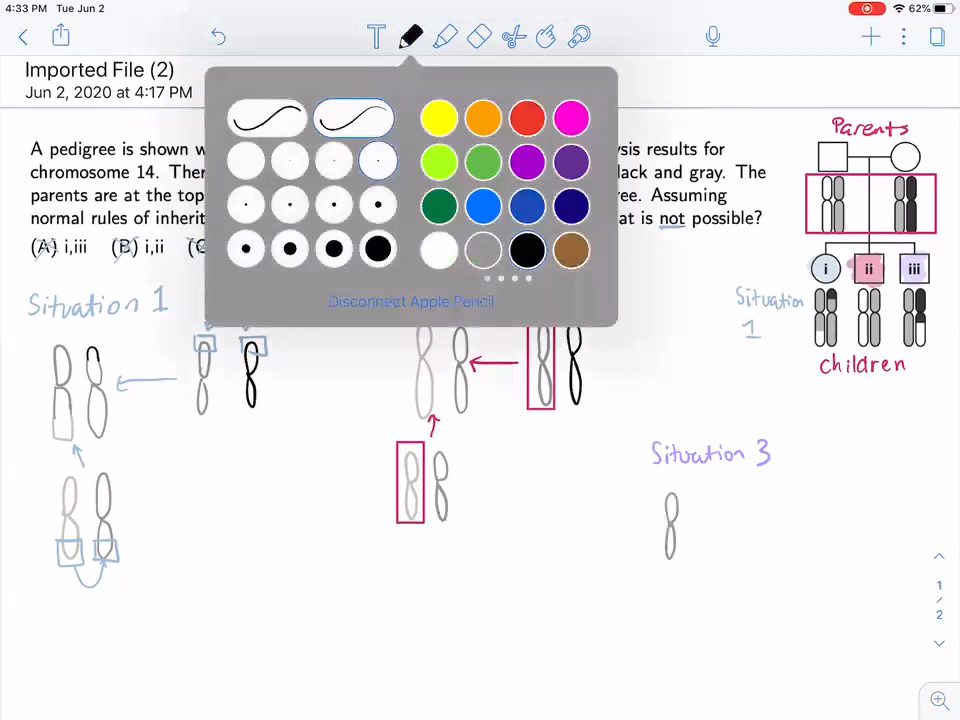 4:33 PM Tue Jun 2
62%
T
Imported File (2)
Jun 2, 2020 at 4:17 PM
Parents
A pedigree is shown w
ysis results for
chromosome 14. Ther
lack and gray. The
parents are at the top
ree. Assuming
normal rules of inherit
at is not possible?
(A) i,iii (B) i,ii
i ii iii
Disconnect Apple Pencil
Situation 1
Situation
1
children
Situation 3
1
/
2